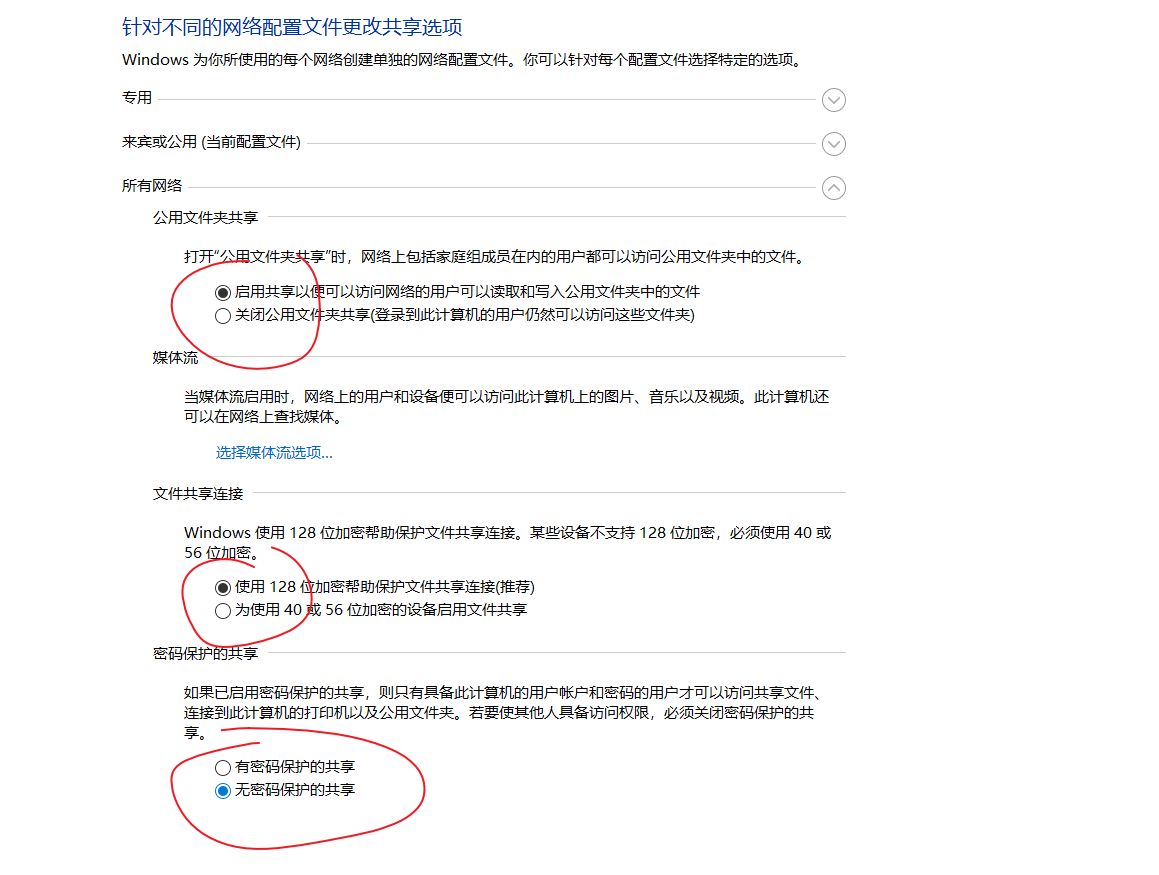 针对不同的网络配置文件更改共享选项
Windows 为你所使用的每个网络创建单独的网络配置文件。你可以针对每个配置文件选择特定的选项。
专用
来宾或公用 (当前配置文件)
所有网络
公用文件夹共享
打开“公用文件夹共享”时，网络上包括家庭组成员在内的用户都可以访问公用文件夹中的文件。
启用共享以便可以访问网络的用户可以读取和写入公用文件夹中的文件
关闭公用文件夹共享(登录到此计算机的用户仍然可以访问这些文件夹)
媒体流
当媒体流启用时，网络上的用户和设备便可以访问此计算机上的图片、音乐以及视频。此计算机还
可以在网络上查找媒体。
选择媒体流选项...
文件共享连接
Windows 使用 128 位加密帮助保护文件共享连接。某些设备不支持 128 位加密，必须使用 40 或
56 位加密。
使用 128 位加密帮助保护文件共享连接(推荐)
为使用 40 或 56 位加密的设备启用文件共享
密码保护的共享
如果已启用密码保护的共享，则只有具备此计算机的用户帐户和密码的用户才可以访问共享文件、
连接到此计算机的打印机以及公用文件夹。若要使其他人具备访问权限，必须关闭密码保护的共
享。
有密码保护的共享
无密码保护的共享